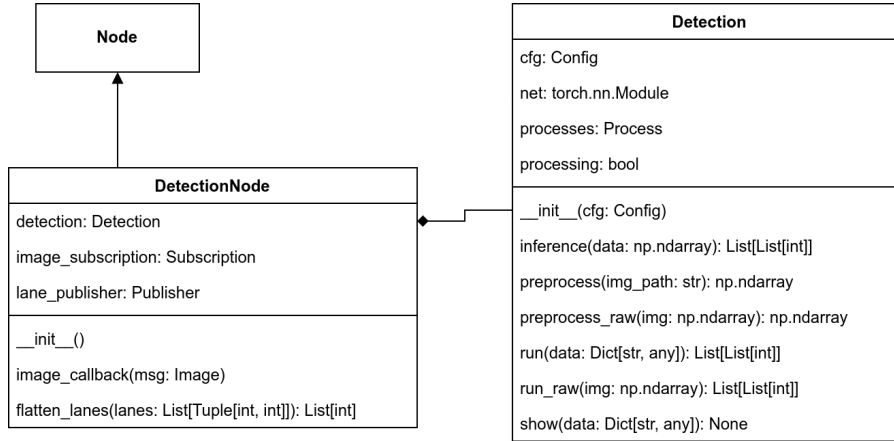 Node
DetectionNode
detection: Detection
image_subscription: Subscription
lane_publisher: Publisher
__init__()
image_callback(msg: Image)
flatten_lanes(lanes: List[Tuple[int, int]]): List[int]
Detection
cfg: Config
net: torch.nn.Module
processes: Process
processing: bool
__init__(cfg: Config)
inference(data: np.ndarray): List[List[int]]
preprocess(img_path: str): np.ndarray
preprocess_raw(img: np.ndarray): np.ndarray
run(data: Dict[str, any]): List[List[int]]
run_raw(img: np.ndarray): List[List[int]]
show(data: Dict[str, any]): None